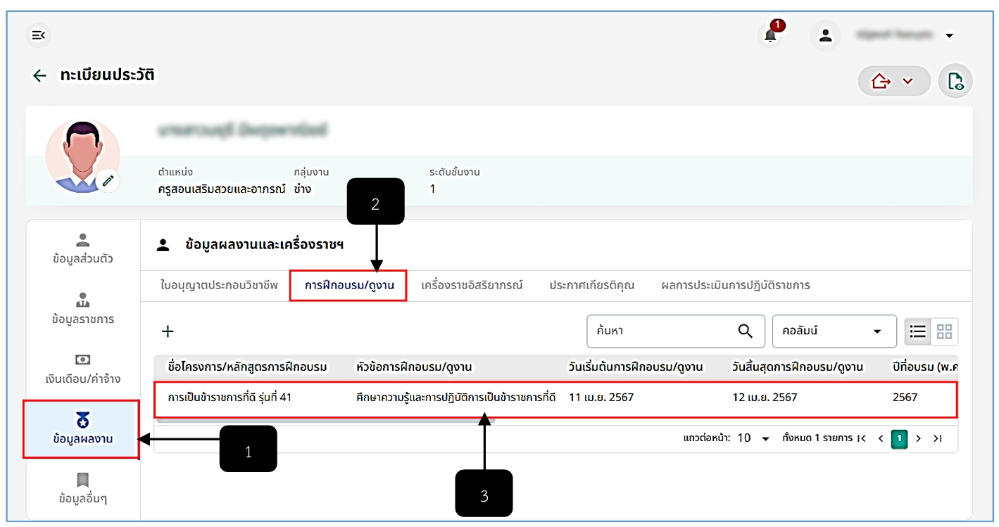 1
ทะเบียนประวัติ
ตำแหน่ง กลุ่มงาน ระดับชั้นงาน
ครูสอนเสริมสวยและอาภรณ์ ช่าง 1
2
ข้อมูลส่วนตัว
ข้อมูลราชการ
เงินเดือน/ค่าจ้าง
ข้อมูลผลงาน
ข้อมูลอื่นๆ
1
ข้อมูลผลงานและเครื่องราชฯ
ใบอนุญาตประกอบวิชาชีพ การฝึกอบรม/ดูงาน เครื่องราชอิสริยาภรณ์ ประกาศเกียรติคุณ ผลการประเมินการปฏิบัติราชการ
ค้นหา คอลัมน์
ชื่อโครงการ/หลักสูตรการฝึกอบรม หัวข้อการฝึกอบรม/ดูงาน วันเริ่มต้นการฝึกอบรม/ดูงาน วันสิ้นสุดการฝึกอบรม/ดูงาน ปีที่อบรม (พ.ศ
การเป็นข้าราชการที่ดี รุ่นที่ 41 ศึกษาความรู้และการปฏิบัติการเป็นข้าราชการที่ดี 11 เม.ย. 2567 12 เม.ย. 2567 2567
แถวต่อหน้า: 10 ทั้งหมด 1 รายการ 1
3